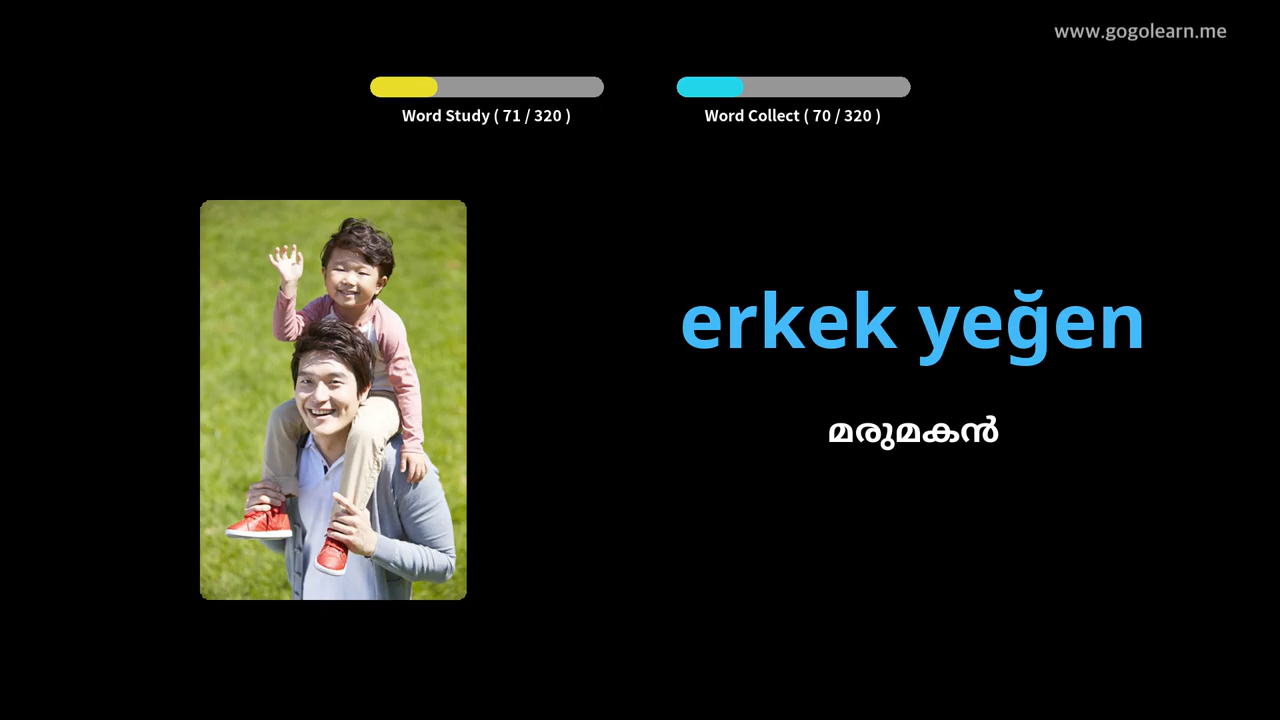 www.gogolearn.me
Word Study ( 71 / 320 )
Word Collect ( 70 / 320 )
erkek yeğen
മരുമകൻ